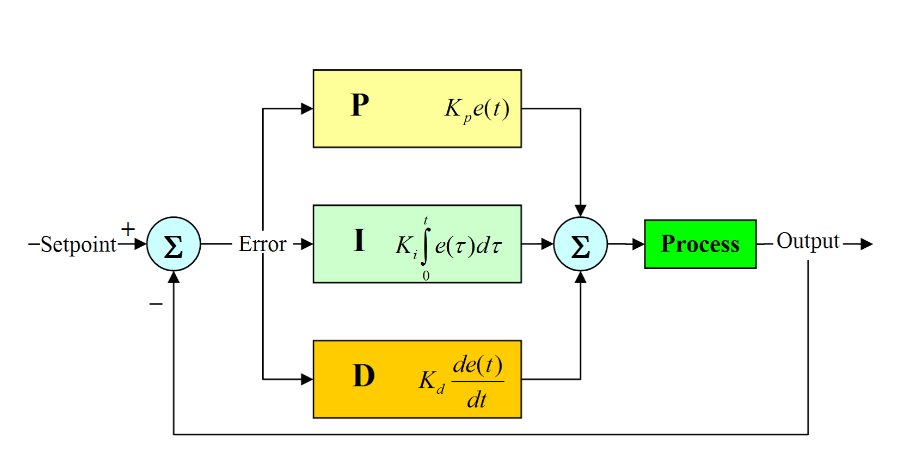 P K_p e(t)
+
–Setpoint Σ Error I K_i ∫_0^t e(τ)dτ Σ Process Output
–
D K_d de(t)/dt